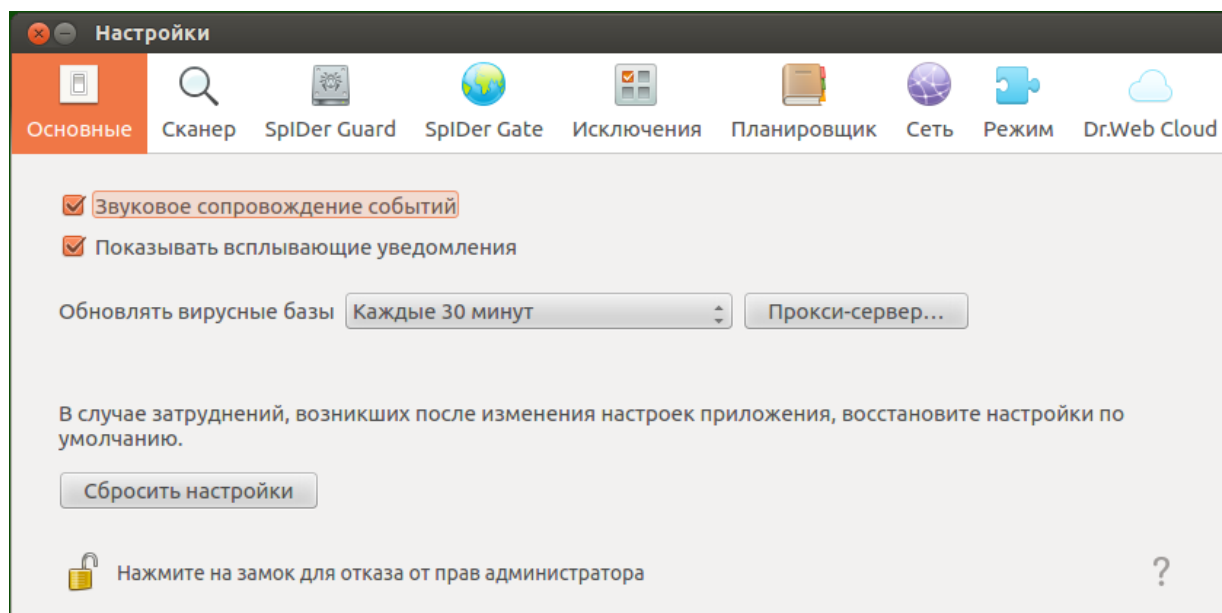 Настройки
Основные Сканер SpIDer Guard SpIDer Gate Исключения Планировщик Сеть Режим Dr.Web Cloud
Звуковое сопровождение событий
Показывать всплывающие уведомления
Обновлять вирусные базы Каждые 30 минут Прокси-сервер...
В случае затруднений, возникших после изменения настроек приложения, восстановите настройки по
умолчанию.
Сбросить настройки
Нажмите на замок для отказа от прав администратора ?